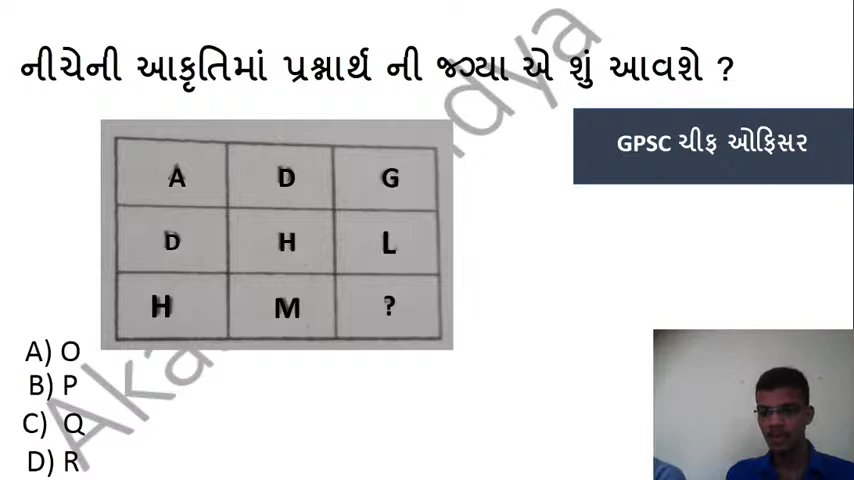 નીચેની આકૃતિમાં પ્રશ્નાર્થ ની જગ્યા એ શું આવશે ?
GPSC ચીફ ઓફિસર
A D G
D H L
H M ?
A) O
B) P
C) Q
D) R